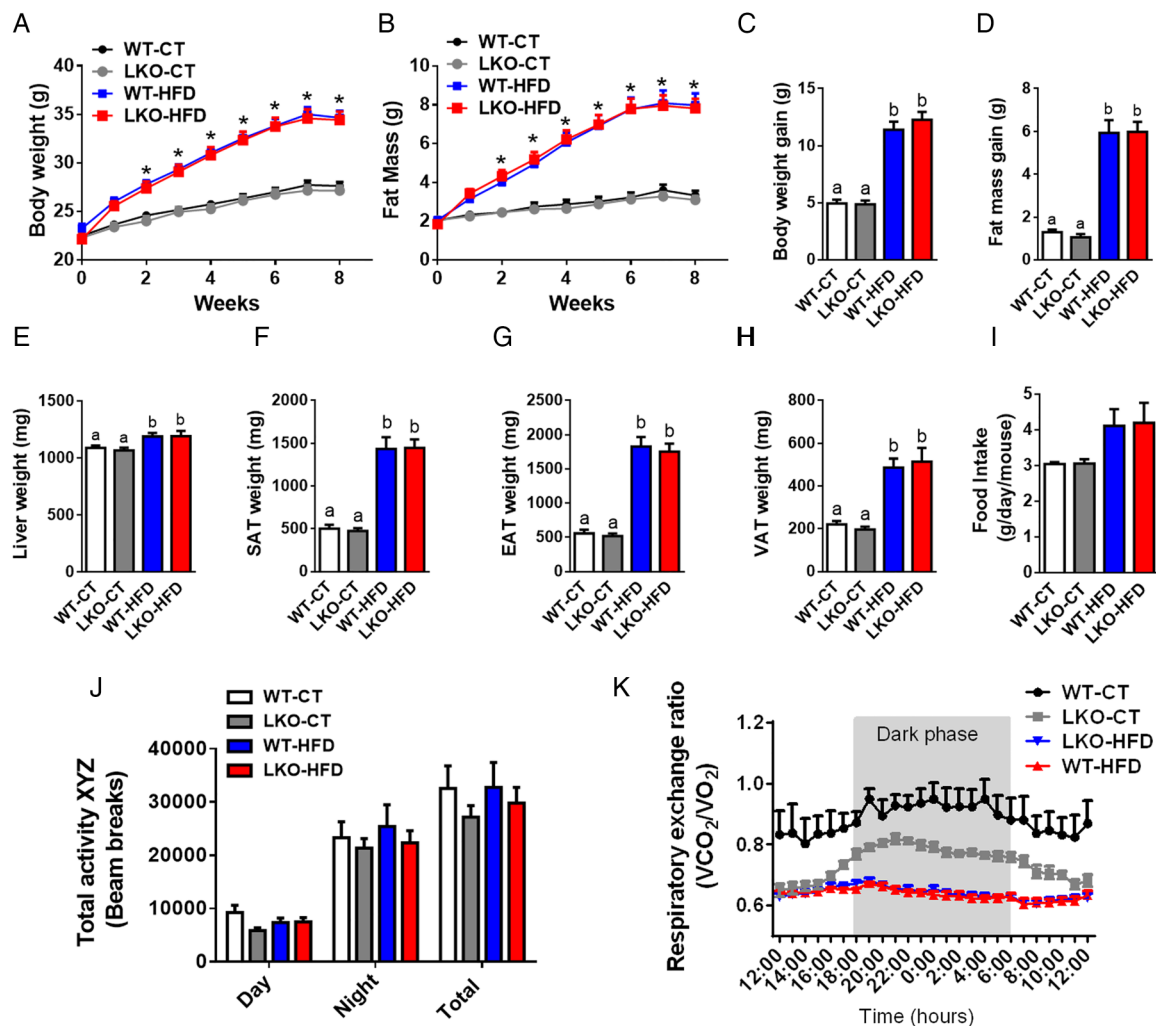 A
WT-CT
LKO-CT
WT-HFD
LKO-HFD
Body weight (g)
40
35
30
25
20
* * * * * * *
0 2 4 6 8
Weeks
B
WT-CT
LKO-CT
WT-HFD
LKO-HFD
Fat Mass (g)
10
8
6
4
2
0
* * * * * * *
0 2 4 6 8
Weeks
C
Body weight gain (g)
15
10
5
0
a a b b
WT-CT
LKO-CT
WT-HFD
LKO-HFD
D
Fat mass gain (g)
8
6
4
2
0
a a b b
WT-CT
LKO-CT
WT-HFD
LKO-HFD
E
Liver weight (mg)
1500
1000
500
0
a a b b
WT-CT
LKO-CT
WT-HFD
LKO-HFD
F
SAT weight (mg)
2000
1500
1000
500
0
a a b b
WT-CT
LKO-CT
WT-HFD
LKO-HFD
G
EAT weight (mg)
2500
2000
1500
1000
500
0
a a b b
WT-CT
LKO-CT
WT-HFD
LKO-HFD
H
VAT weight (mg)
800
600
400
200
0
a a b b
WT-CT
LKO-CT
WT-HFD
LKO-HFD
I
Food Intake
(g/day/mouse)
5
4
3
2
1
0
WT-CT
LKO-CT
WT-HFD
LKO-HFD
J
WT-CT
LKO-CT
WT-HFD
LKO-HFD
Total activity XYZ
(Beam breaks)
40000
30000
20000
10000
0
Day
Night
Total
K
WT-CT
LKO-CT
LKO-HFD
WT-HFD
Respiratory exchange ratio
(VCO₂/VO₂)
1.2
1.0
0.8
0.6
Dark phase
12:00
14:00
16:00
18:00
20:00
22:00
0:00
2:00
4:00
6:00
8:00
10:00
12:00
Time (hours)